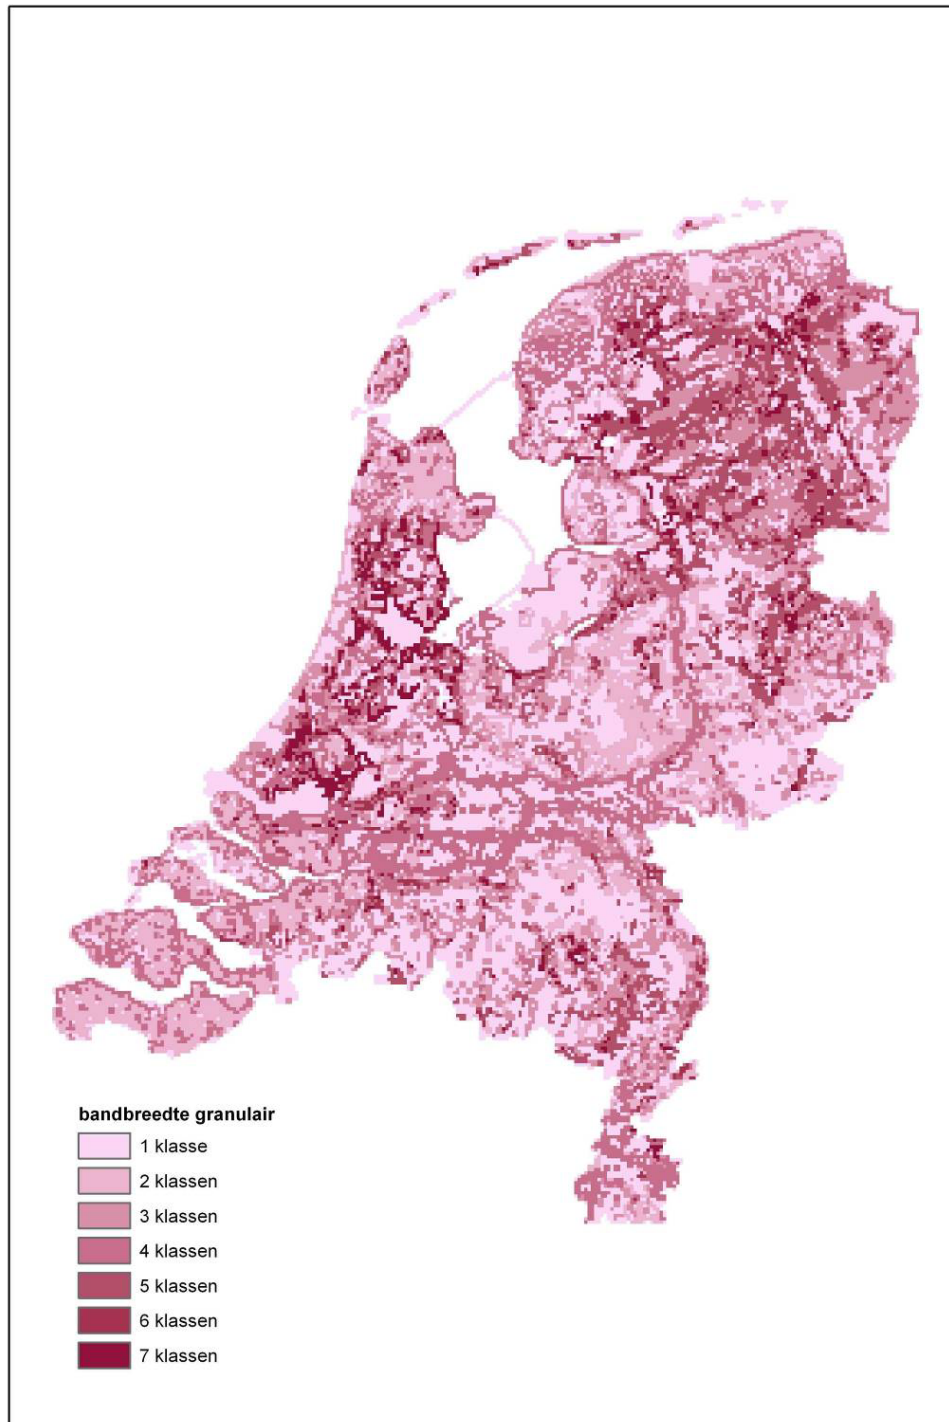 bandbreedte granulair
1 klasse
2 klassen
3 klassen
4 klassen
5 klassen
6 klassen
7 klassen